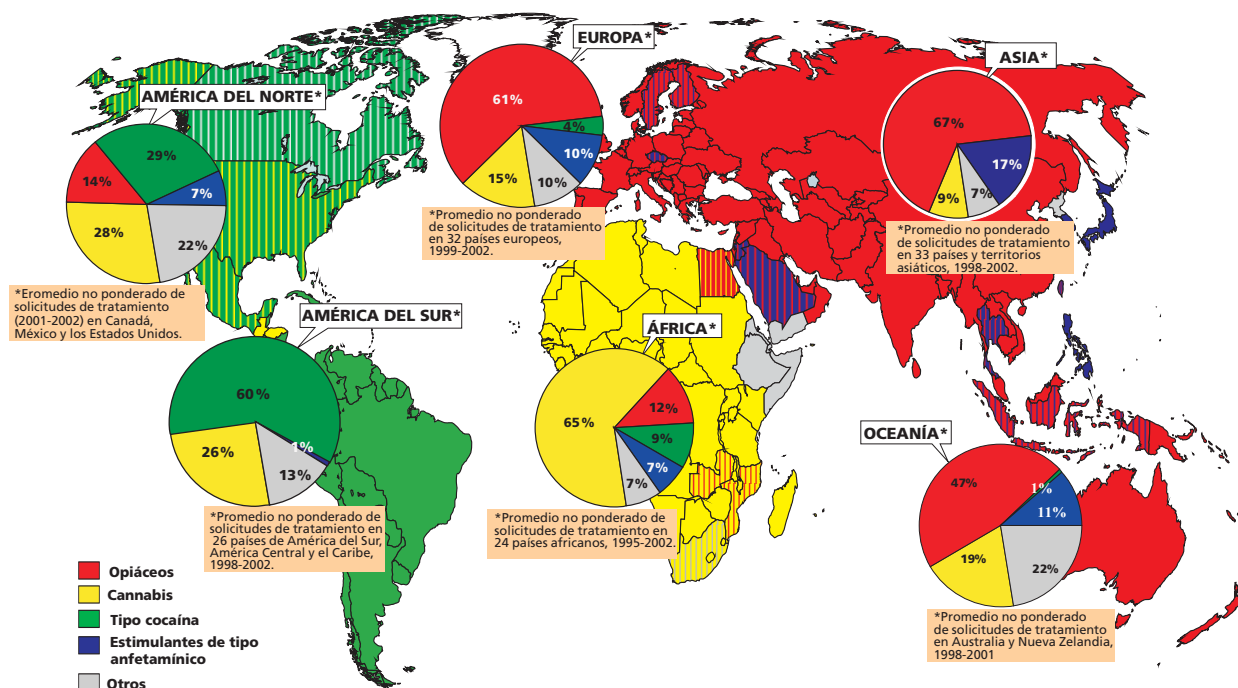 EUROPA*
61%
4%
10%
10%
15%
*Promedio no ponderado
de solicitudes de tratamiento
en 32 países europeos,
1999-2002.
ASIA*
67%
17%
7%
9%
*Promedio no ponderado
de solicitudes de tratamiento
en 33 países y territorios
asiáticos, 1998-2002.
AMÉRICA DEL NORTE*
29%
14%
7%
28%
22%
*Eromedio no ponderado de
solicitudes de tratamiento
(2001-2002) en Canadá,
México y los Estados Unidos.
AMÉRICA DEL SUR*
60%
1%
26%
13%
*Promedio no ponderado de
solicitudes de tratamiento en
26 países de América del Sur,
América Central y el Caribe,
1998-2002.
ÁFRICA*
65%
12%
9%
7%
7%
*Promedio no ponderado de
solicitudes de tratamiento en
24 países africanos, 1995-2002.
OCEANÍA*
47%
1%
11%
19%
22%
*Promedio no ponderado
de solicitudes de tratamiento
en Australia y Nueva Zelandia,
1998-2001
Opiáceos
Cannabis
Tipo cocaína
Estimulantes de tipo
anfetamínico
Otros